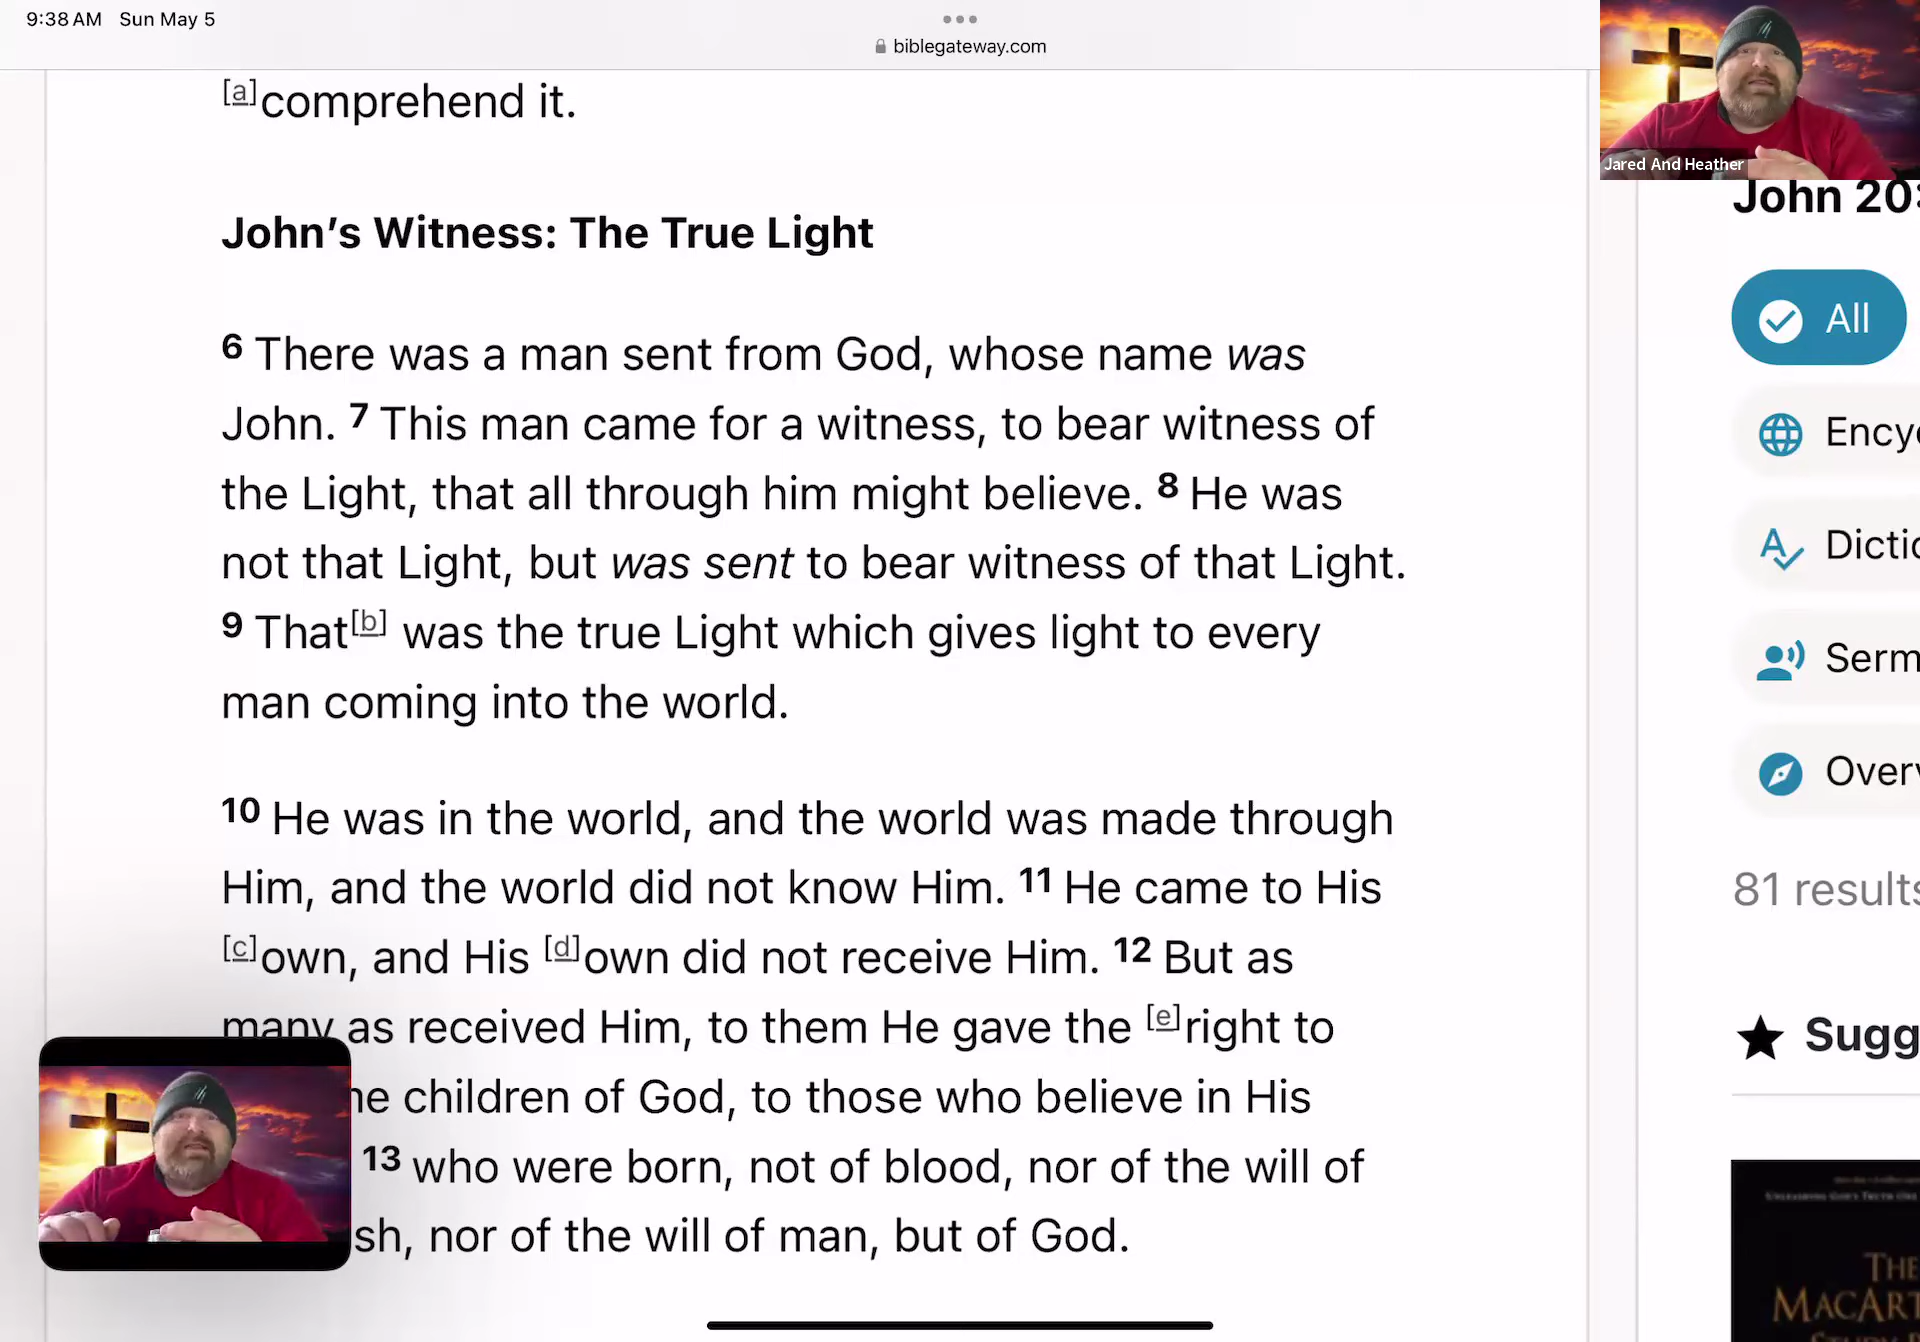 9:38 AM Sun May 5
biblegateway.com
[a]comprehend it.
John’s Witness: The True Light
6 There was a man sent from God, whose name was
John. 7 This man came for a witness, to bear witness of
the Light, that all through him might believe. 8 He was
not that Light, but was sent to bear witness of that Light.
9 That[b] was the true Light which gives light to every
man coming into the world.
10 He was in the world, and the world was made through
Him, and the world did not know Him. 11 He came to His
[c]own, and His [d]own did not receive Him. 12 But as
many as received Him, to them He gave the [e]right to
he children of God, to those who believe in His
13 who were born, not of blood, nor of the will of
sh, nor of the will of man, but of God.
Jared And Heather
John 20:
All
Ency
Dictio
Serm
Overv
81 results
Sugg
THE
MACART